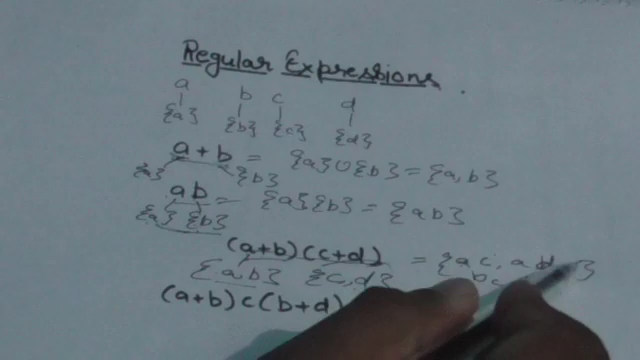 Regular Expressions.
a b c d
{a} {b} {c} {d}
a + b = {a} ∪ {b} = {a, b}
{a} {b}
ab = {a}{b} = {ab}
{a} {b}
(a+b)(c+d) = {ac, ad }
{a,b} {c,d} bc
(a+b)c(b+d)